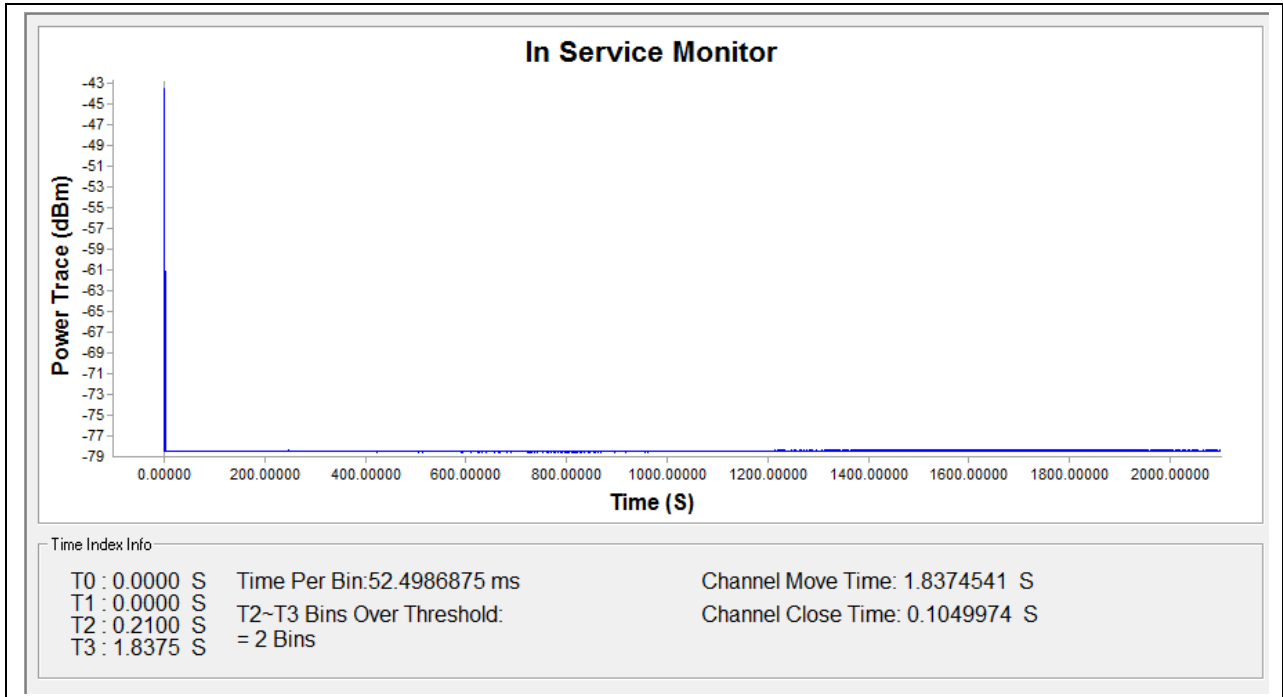 In Service Monitor
-43
-45
-47
-49
-51
-53
-55
-57
-59
-61
-63
-65
-67
-69
-71
-73
-75
-77
-79
Power Trace (dBm)
0.00000 200.00000 400.00000 600.00000 800.00000 1000.00000 1200.00000 1400.00000 1600.00000 1800.00000 2000.00000
Time (S)
Time Index Info
T0 : 0.0000 S
T1 : 0.0000 S
T2 : 0.2100 S
T3 : 1.8375 S
Time Per Bin:52.4986875 ms
T2~T3 Bins Over Threshold:
= 2 Bins
Channel Move Time: 1.8374541 S
Channel Close Time: 0.1049974 S